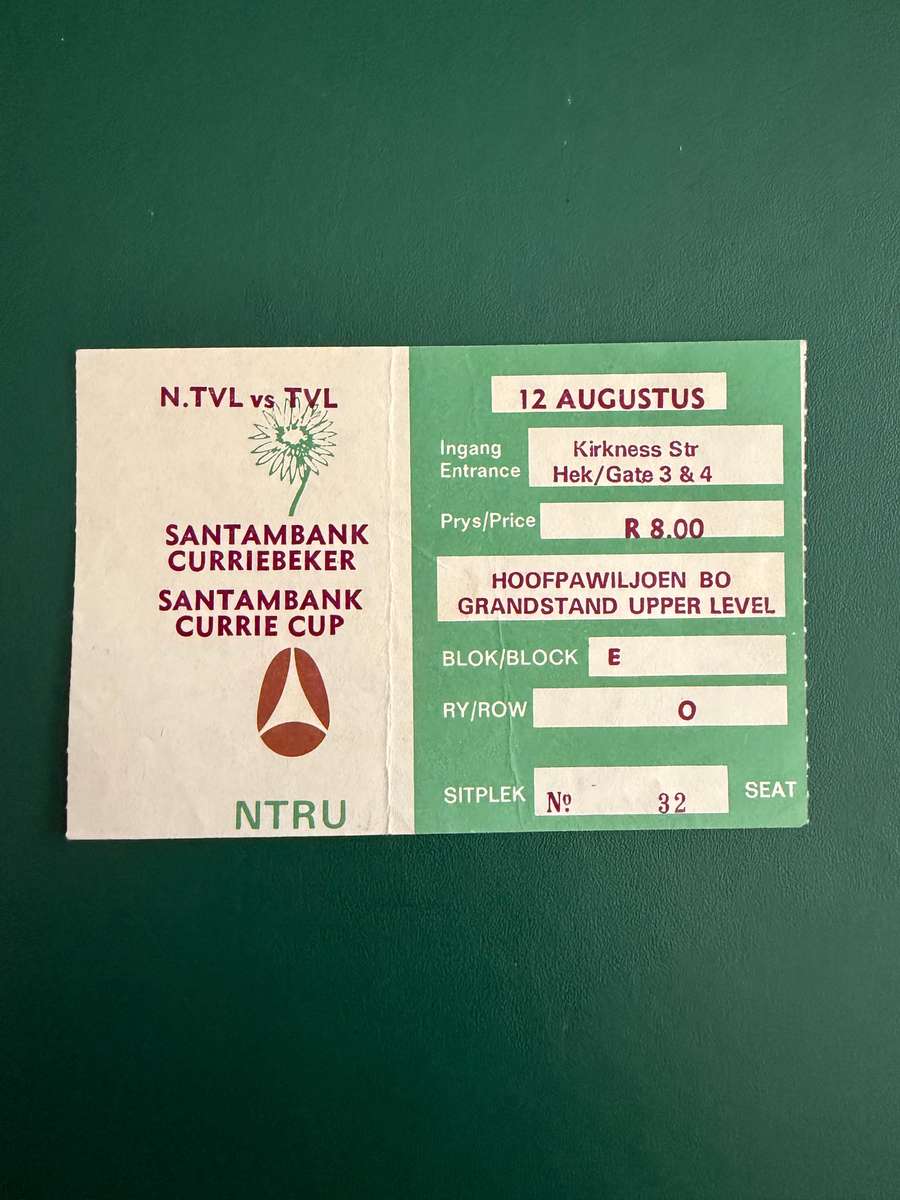 N.TVL vs TVL
SANTAMBANK
CURRIEBEKER
SANTAMBANK
CURRIE CUP
NTRU
12 AUGUSTUS
Ingang
Entrance
Kirkness Str
Hek/Gate 3 & 4
Prys/Price
R 8.00
HOOFPAWILJOEN BO
GRANDSTAND UPPER LEVEL
BLOK/BLOCK E
RY/ROW O
SITPLEK Nº 32 SEAT